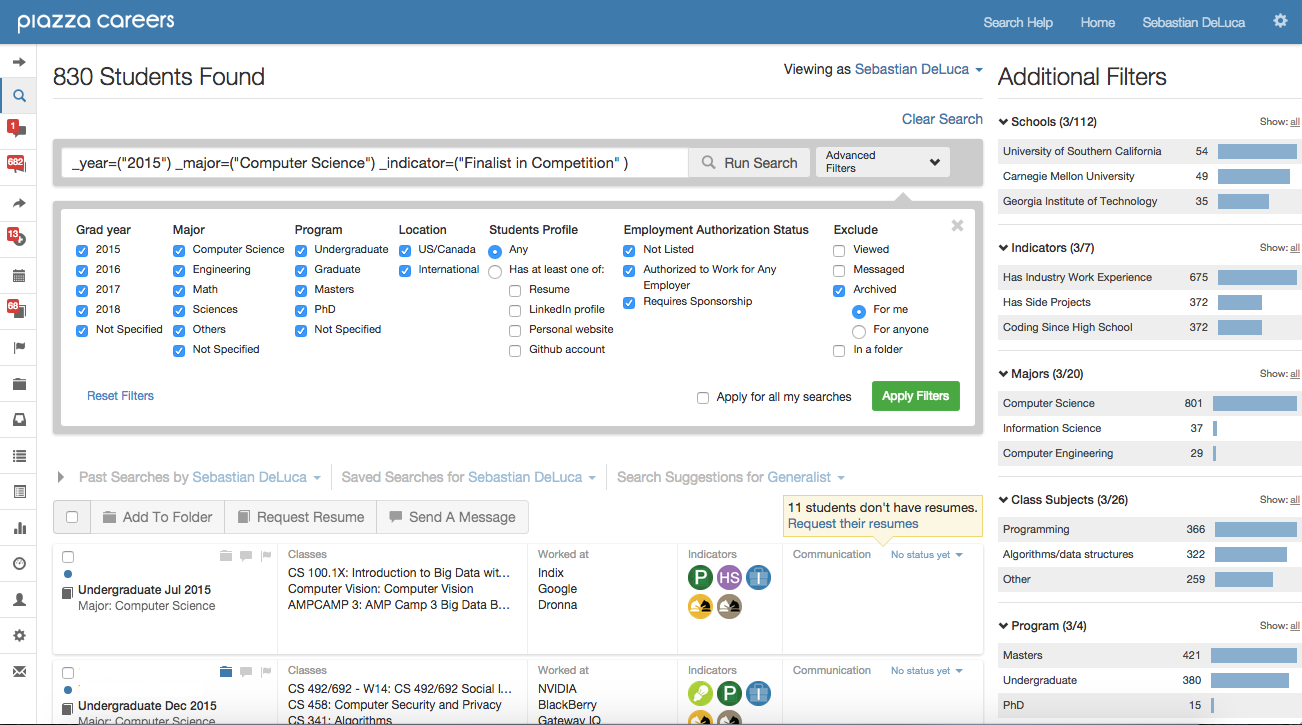 piazza careers
Search Help Home Sebastian DeLuca
830 Students Found
Viewing as Sebastian DeLuca
Clear Search
_year=("2015") _major=("Computer Science") _indicator=("Finalist in Competition" )
Run Search
Advanced
Filters
1
682
13
68
Grad year
2015
2016
2017
2018
Not Specified
Major
Computer Science
Engineering
Math
Sciences
Others
Not Specified
Program
Undergraduate
Graduate
Masters
PhD
Not Specified
Location
US/Canada
International
Students Profile
Any
Has at least one of:
Resume
LinkedIn profile
Personal website
Github account
Employment Authorization Status
Not Listed
Authorized to Work for Any
Employer
Requires Sponsorship
Exclude
Viewed
Messaged
Archived
For me
For anyone
In a folder
Reset Filters
Apply for all my searches
Apply Filters
Past Searches by Sebastian DeLuca
Saved Searches for Sebastian DeLuca
Search Suggestions for Generalist
Add To Folder
Request Resume
Send A Message
11 students don't have resumes.
Request their resumes
Undergraduate Jul 2015
Major: Computer Science
Classes
CS 100.1X: Introduction to Big Data wit...
Computer Vision: Computer Vision
AMPCAMP 3: AMP Camp 3 Big Data B...
Worked at
Indix
Google
Dronna
Indicators
P HS I
Communication
No status yet
Undergraduate Dec 2015
Major: Computer Science
Classes
CS 492/692 - W14: CS 492/692 Social I...
CS 458: Computer Security and Privacy
CS 341: Algorithms
Worked at
NVIDIA
BlackBerry
Gateway IQ
Indicators
P I
Communication
No status yet
Additional Filters
Schools (3/112)
Show: all
University of Southern California 54
Carnegie Mellon University 49
Georgia Institute of Technology 35
Indicators (3/7)
Show: all
Has Industry Work Experience 675
Has Side Projects 372
Coding Since High School 372
Majors (3/20)
Show: all
Computer Science 801
Information Science 37
Computer Engineering 29
Class Subjects (3/26)
Show: all
Programming 366
Algorithms/data structures 322
Other 259
Program (3/4)
Show: all
Masters 421
Undergraduate 380
PhD 15